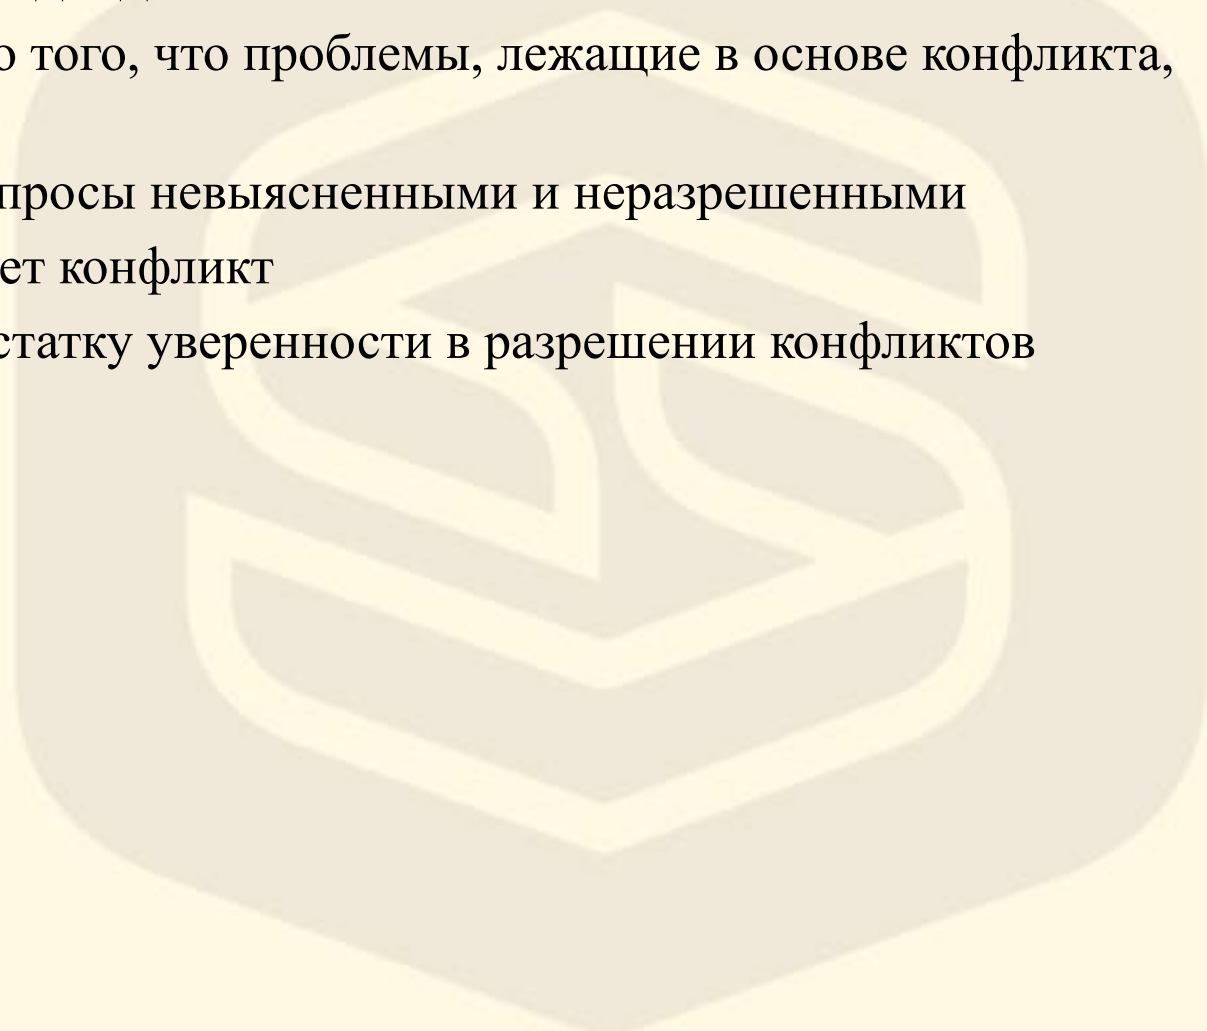 о того, что проблемы, лежащие в основе конфликта,
просы невыясненными и неразрешенными
ет конфликт
статку уверенности в разрешении конфликтов